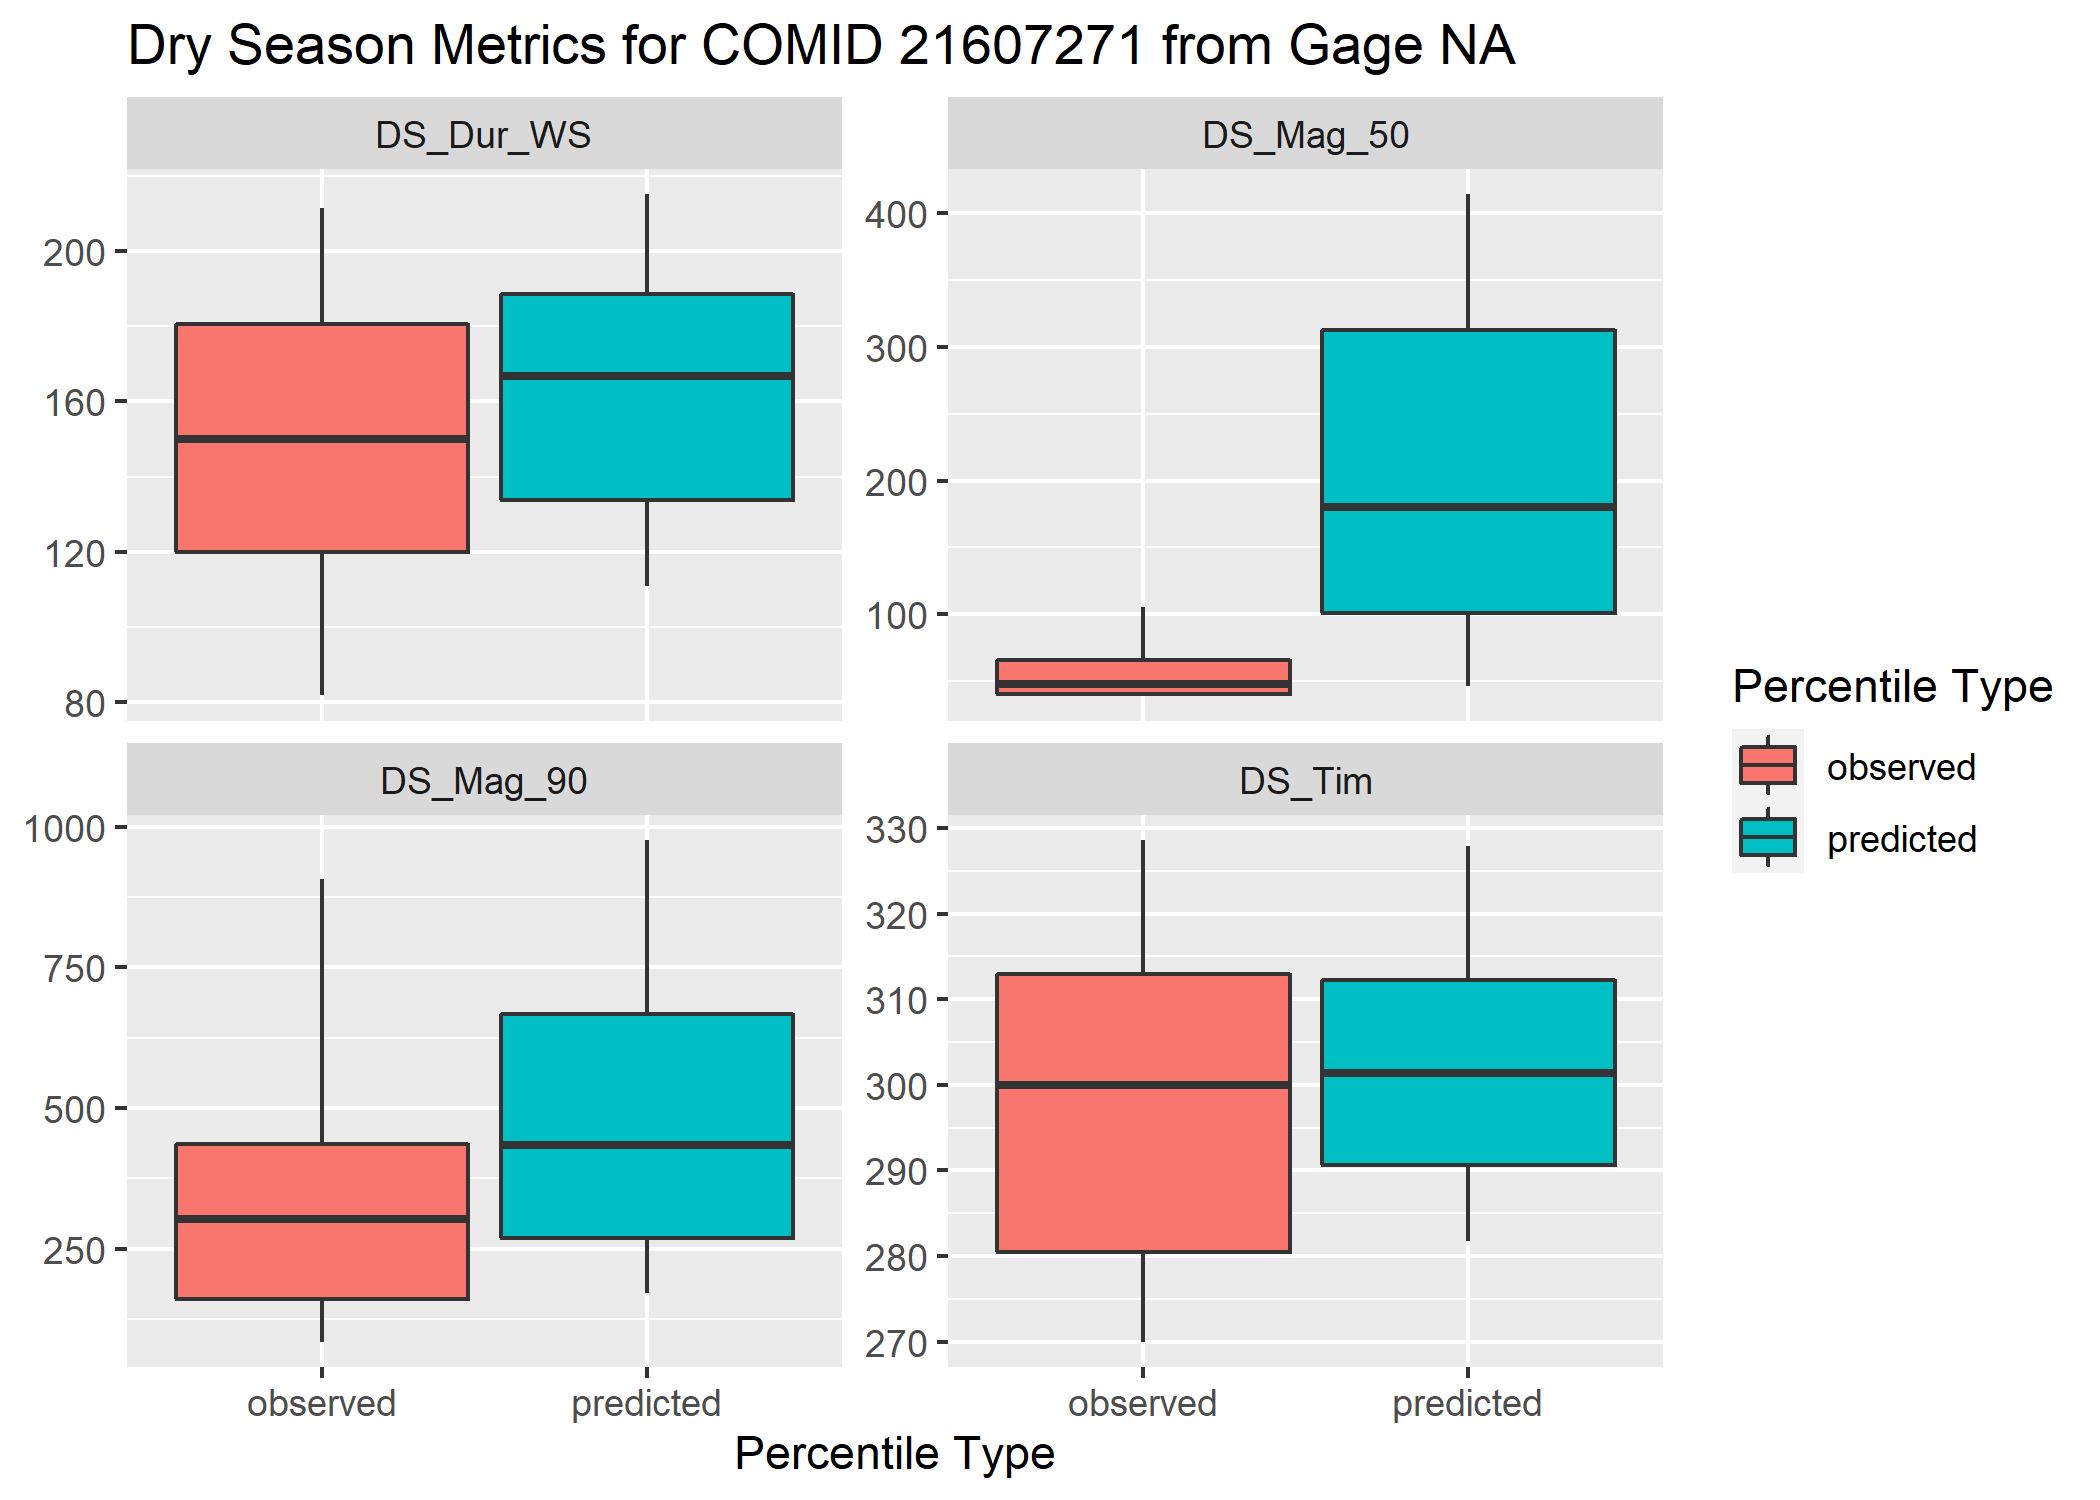 Dry Season Metrics for COMID 21607271 from Gage NA
DS_Dur_WS
200
160
120
80
DS_Mag_50
400
300
200
100
DS_Mag_90
1000
750
500
250
observed
predicted
DS_Tim
330
320
310
300
290
280
270
observed
predicted
Percentile Type
Percentile Type
observed
predicted